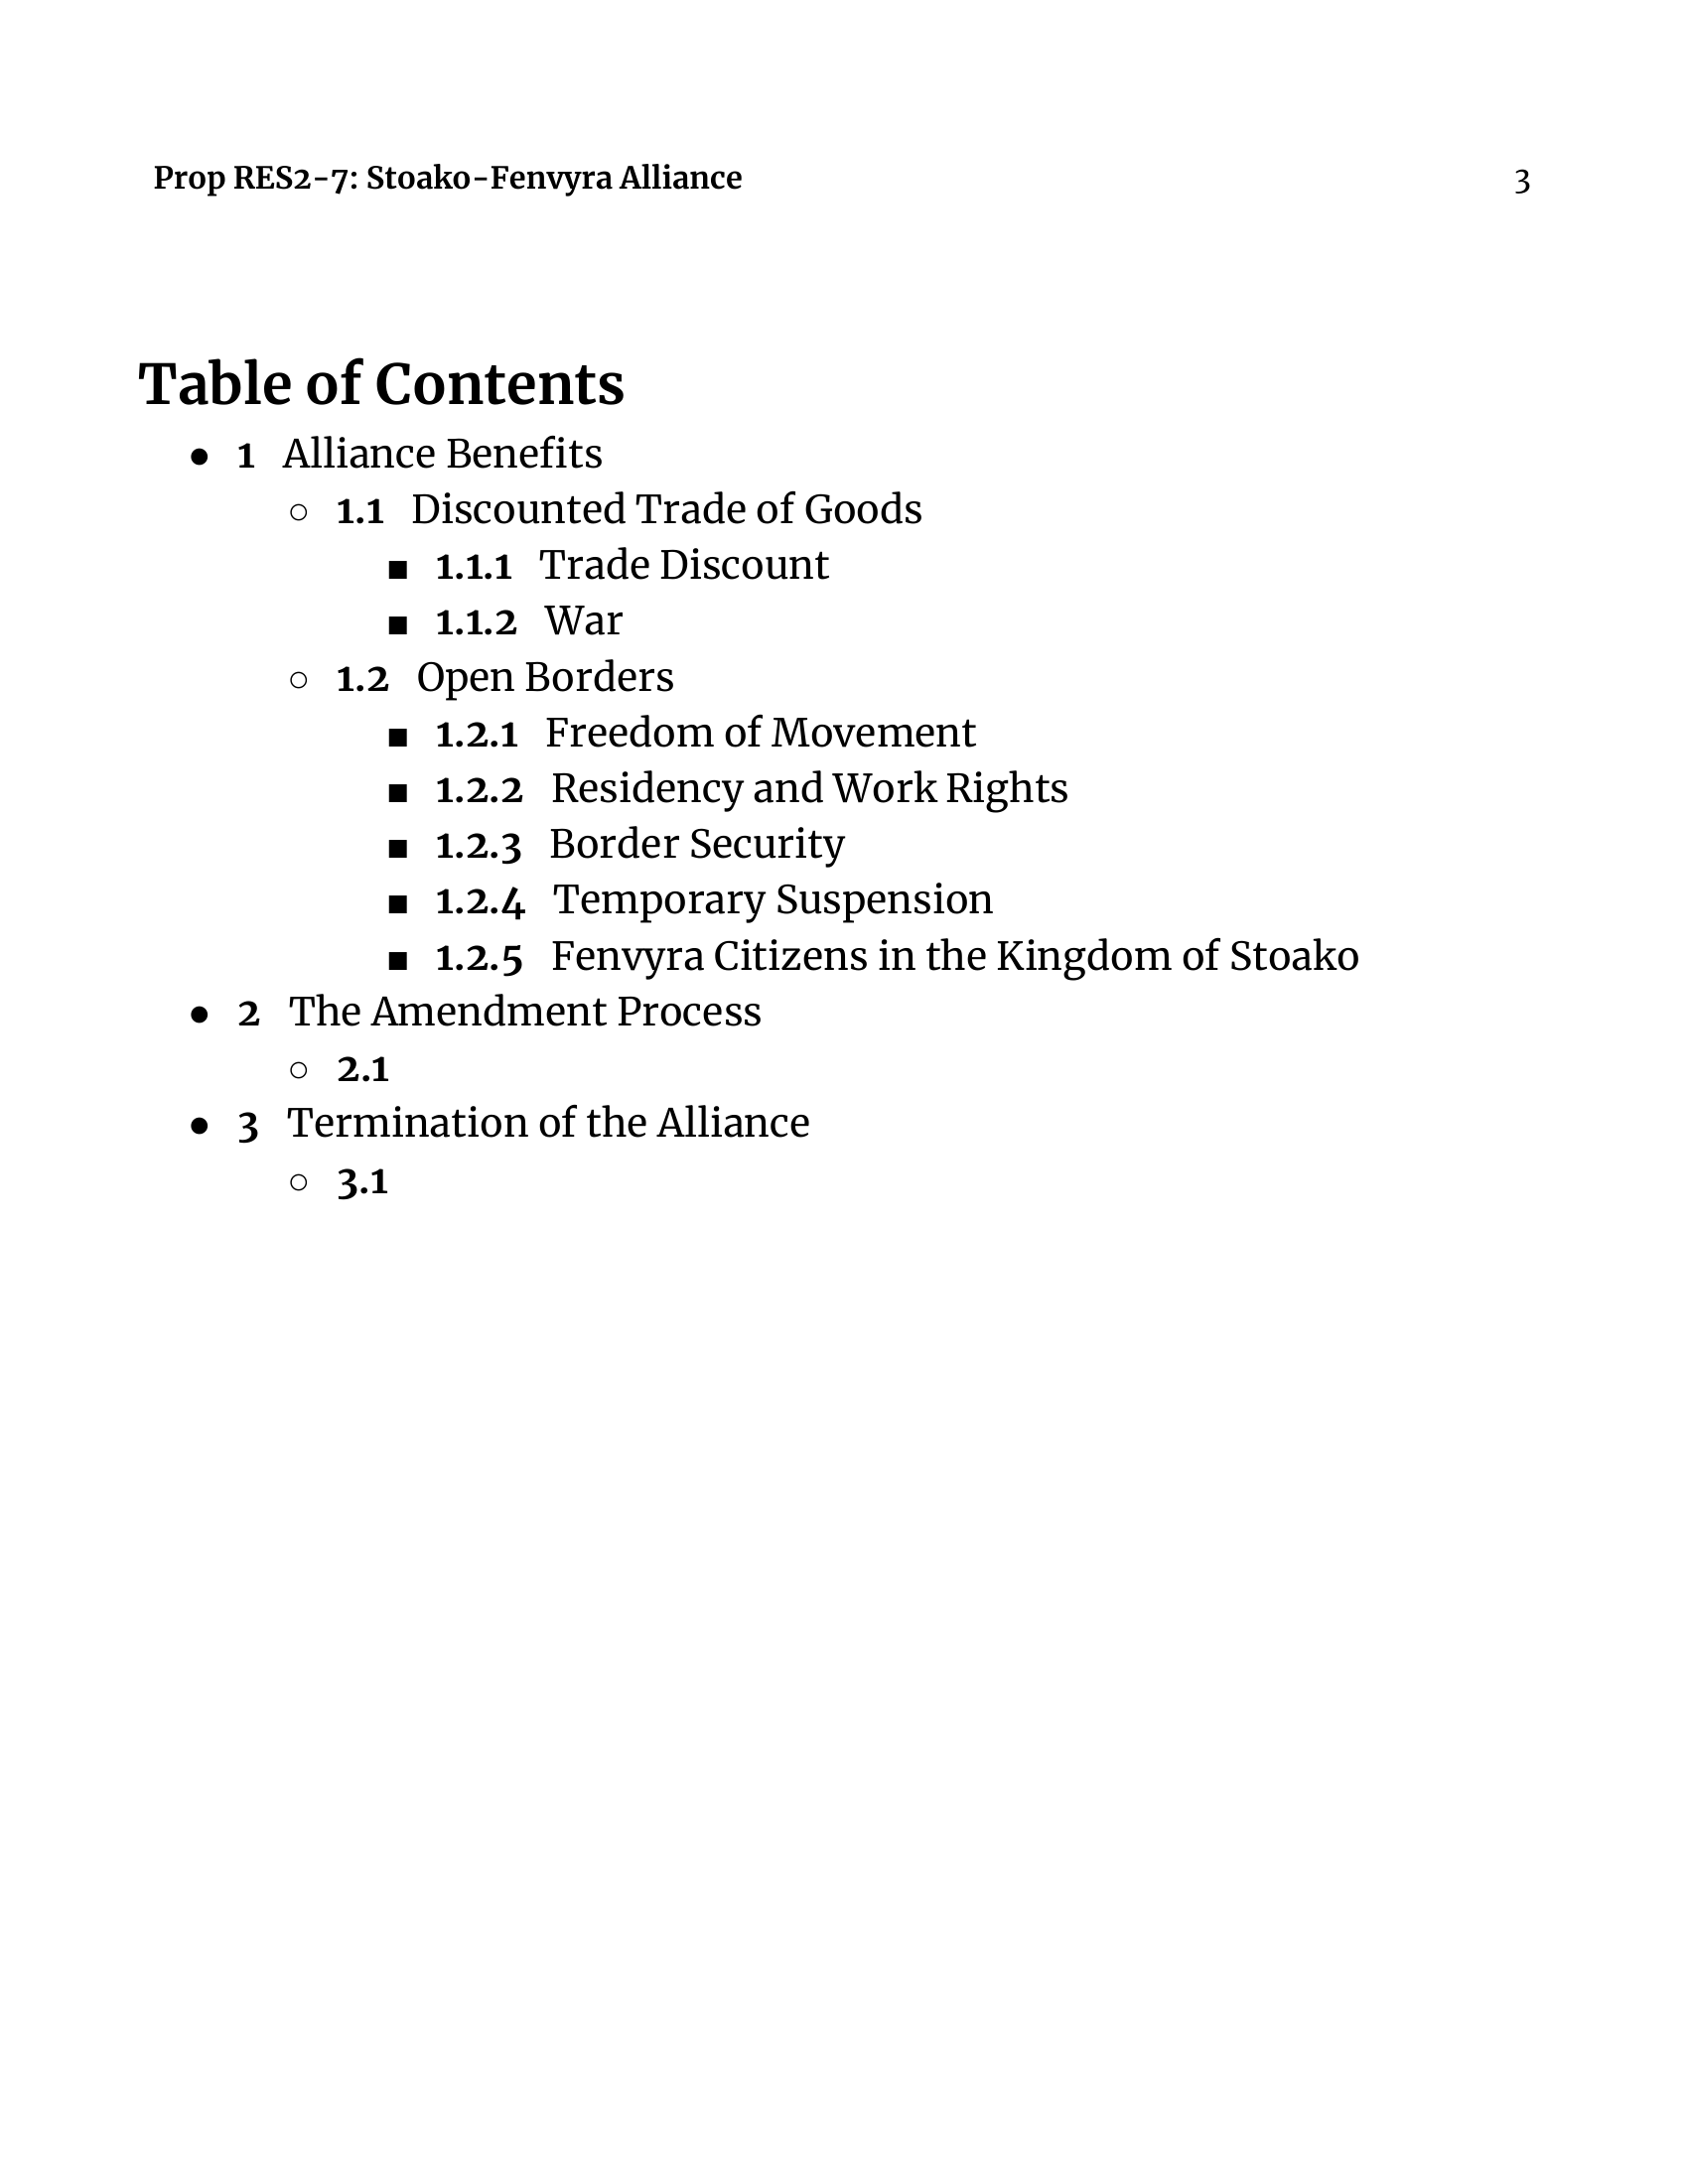 Prop RES2-7: Stoako-Fenvyra Alliance 3
Table of Contents
● 1 Alliance Benefits
○ 1.1 Discounted Trade of Goods
■ 1.1.1 Trade Discount
■ 1.1.2 War
○ 1.2 Open Borders
■ 1.2.1 Freedom of Movement
■ 1.2.2 Residency and Work Rights
■ 1.2.3 Border Security
■ 1.2.4 Temporary Suspension
■ 1.2.5 Fenvyra Citizens in the Kingdom of Stoako
● 2 The Amendment Process
○ 2.1
● 3 Termination of the Alliance
○ 3.1